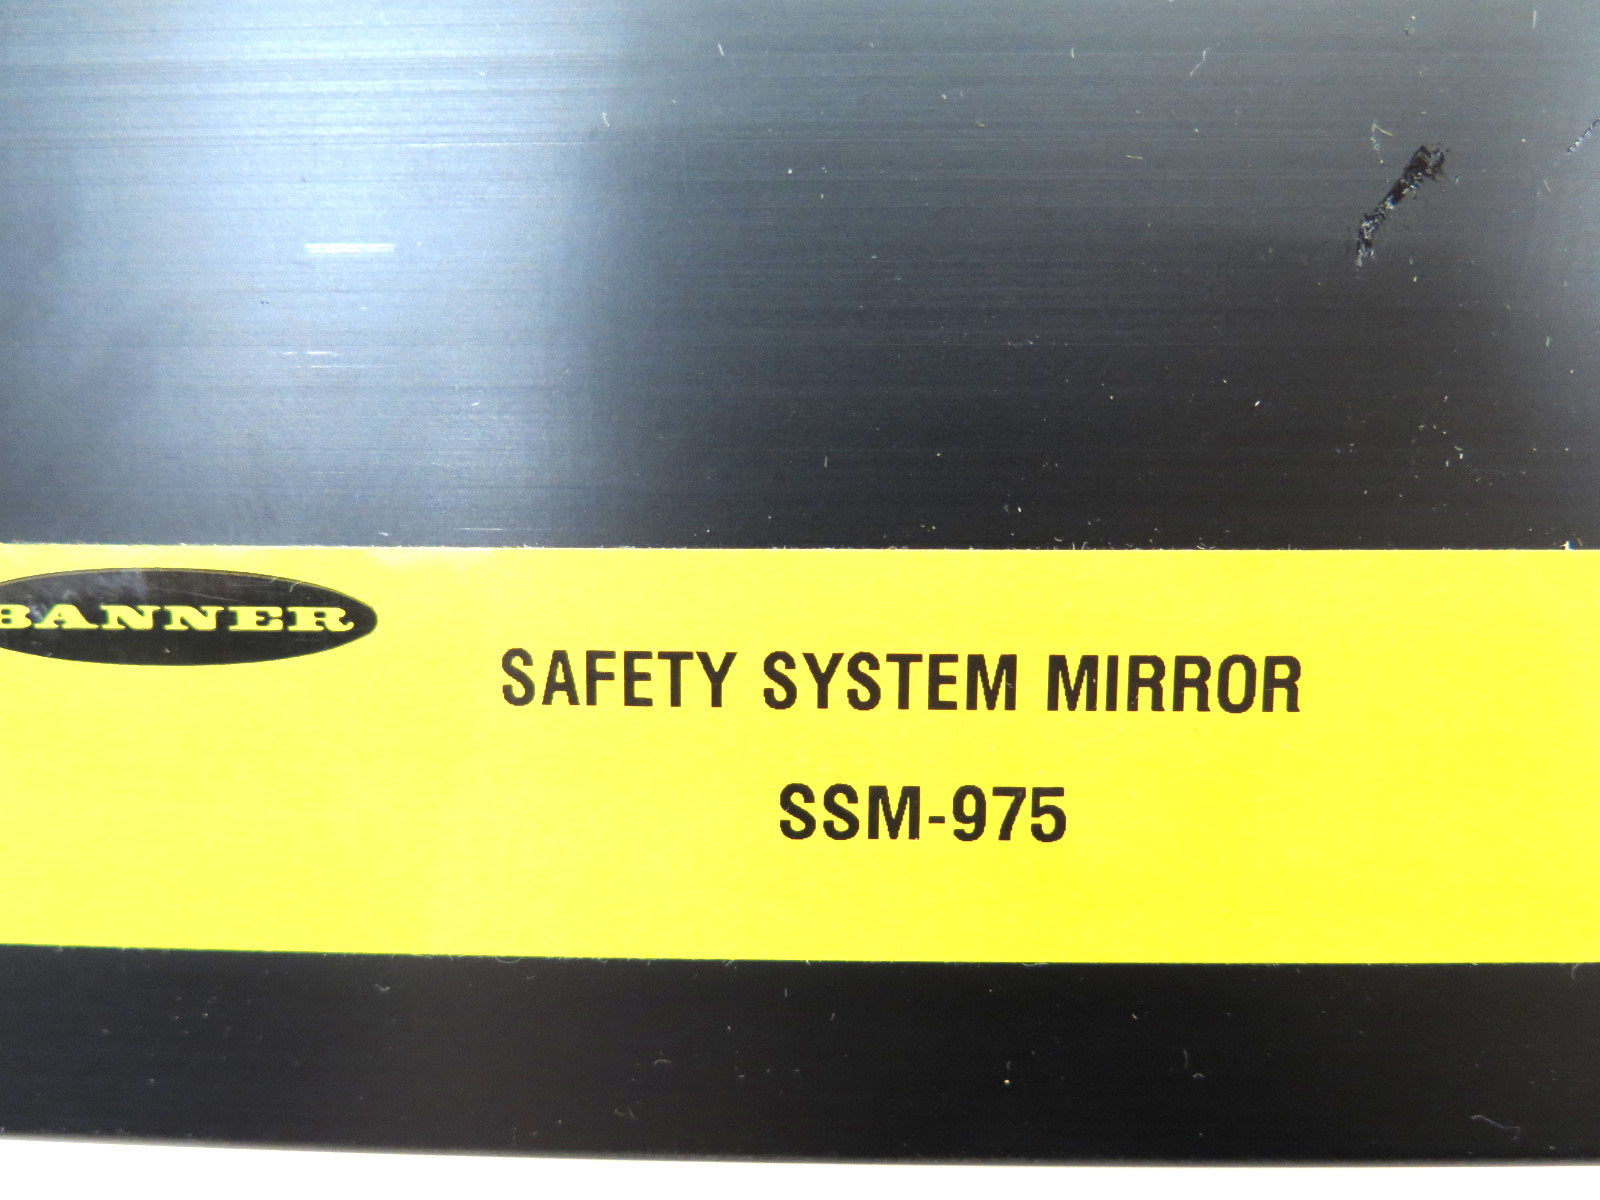 BANNER
SAFETY SYSTEM MIRROR
SSM-975